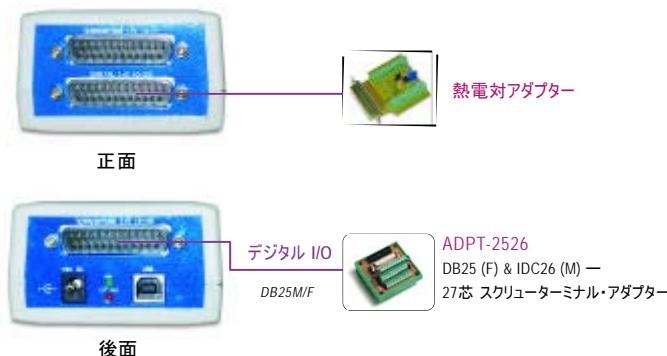 熱電対アダプター
正面
デジタル I/O
DB25M/F
ADPT-2526
DB25 (F) & IDC26 (M) ー
27芯 スクリューターミナル・アダプター
後面